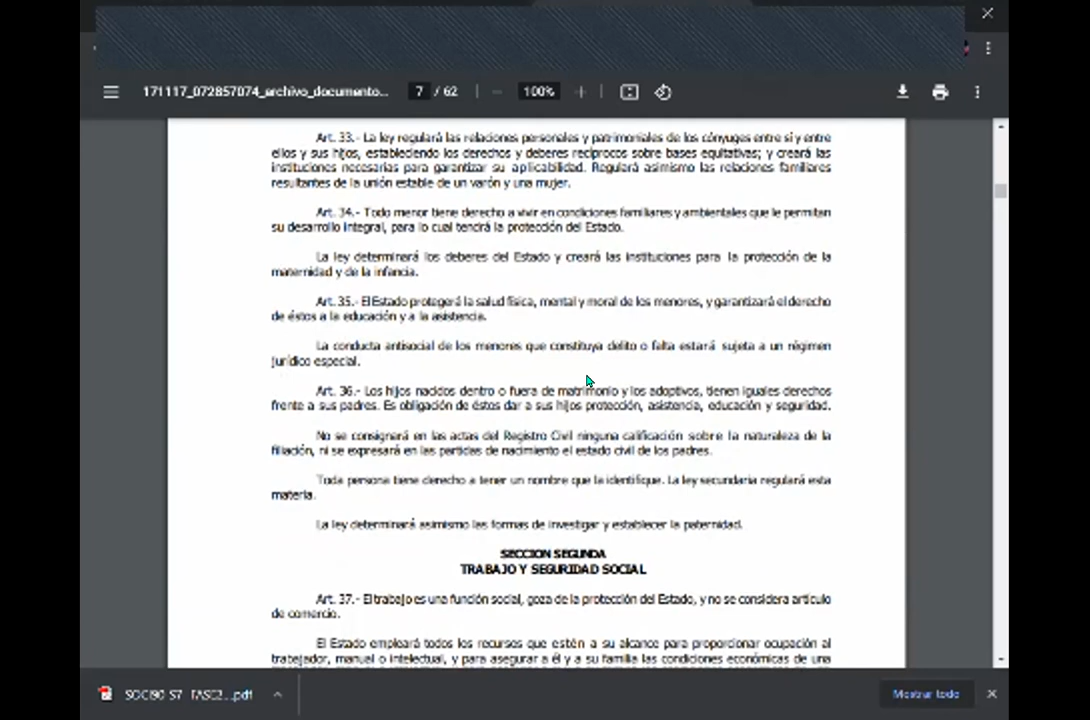 171117_072857074_archivo_documento... 7 / 62 100%
Art. 33.- La ley regulará las relaciones personales y patrimoniales de los cónyuges entre sí y entre
ellos y sus hijos, estableciendo los derechos y deberes recíprocos sobre bases equitativas; y creará las
instituciones necesarias para garantizar su aplicabilidad. Regulará asimismo las relaciones familiares
resultantes de la unión estable de un varón y una mujer.
Art. 34.- Todo menor tiene derecho a vivir en condiciones familiares y ambientales que le permitan
su desarrollo integral, para lo cual tendrá la protección del Estado.
La ley determinará los deberes del Estado y creará las instituciones para la protección de la
maternidad y de la infancia.
Art. 35.- El Estado protegerá la salud física, mental y moral de los menores, y garantizará el derecho
de éstos a la educación y a la asistencia.
La conducta antisocial de los menores que constituya delito o falta estará sujeta a un régimen
jurídico especial.
Art. 36.- Los hijos nacidos dentro o fuera de matrimonio y los adoptivos, tienen iguales derechos
frente a sus padres. Es obligación de éstos dar a sus hijos protección, asistencia, educación y seguridad.
No se consignará en las actas del Registro Civil ninguna calificación sobre la naturaleza de la
filiación, ni se expresará en las partidas de nacimiento el estado civil de los padres.
Toda persona tiene derecho a tener un nombre que la identifique. La ley secundaria regulará esta
materia.
La ley determinará asimismo las formas de investigar y establecer la paternidad.
SECCION SEGUNDA
TRABAJO Y SEGURIDAD SOCIAL
Art. 37.- El trabajo es una función social, goza de la protección del Estado, y no se considera artículo
de comercio.
El Estado empleará todos los recursos que estén a su alcance para proporcionar ocupación al
trabajador, manual o intelectual, y para asegurar a él y a su familia las condiciones económicas de una
Mostrar todo